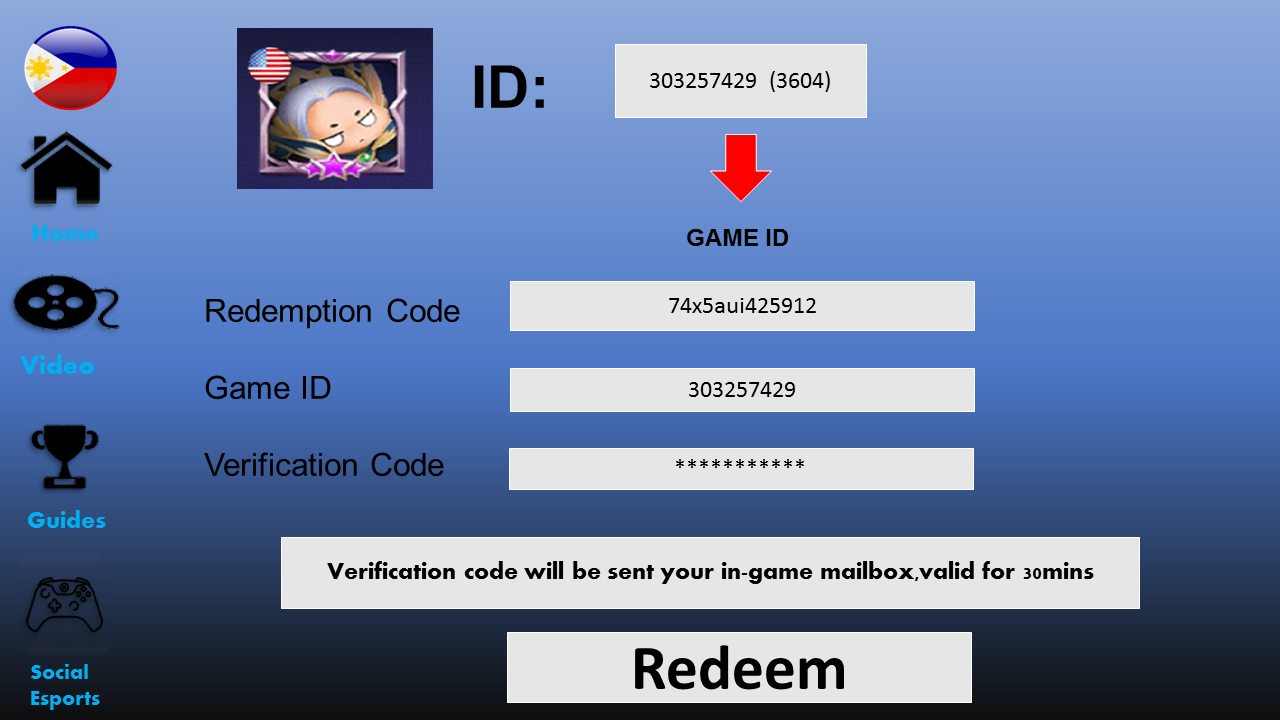 ID:
303257429 (3604)
GAME ID
Home
Redemption Code
74x5aui425912
Video
Game ID
303257429
Verification Code
***********
Guides
Verification code will be sent your in-game mailbox,valid for 30mins
Redeem
Social
Esports